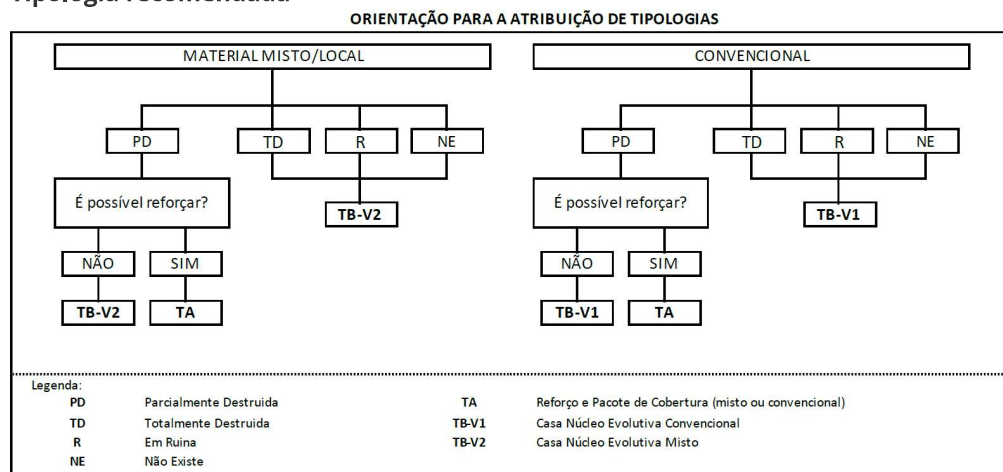 Tipologia recomendada
ORIENTAÇÃO PARA A ATRIBUIÇÃO DE TIPOLOGIAS
MATERIAL MISTO/LOCAL
PD
TD
R
NE
É possível reforçar?
TB-V2
NÃO
SIM
TB-V2
TA
CONVENCIONAL
PD
TD
R
NE
É possível reforçar?
TB-V1
NÃO
SIM
TB-V1
TA
Legenda:
PD Parcialmente Destruida
TD Totalmente Destruida
R Em Ruina
NE Não Existe
TA Reforço e Pacote de Cobertura (misto ou convencional)
TB-V1 Casa Núcleo Evolutiva Convencional
TB-V2 Casa Núcleo Evolutiva Misto